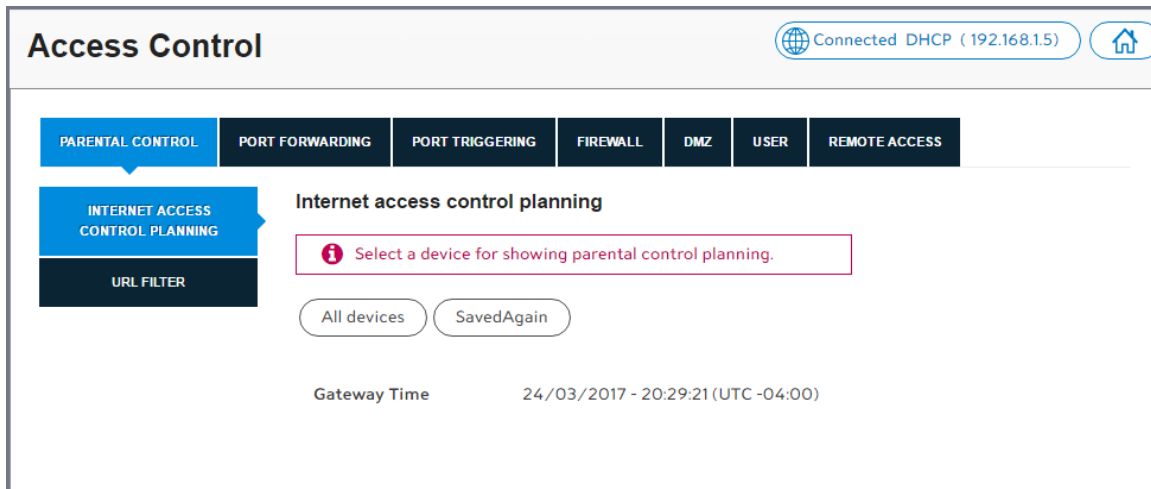 Access Control
Connected DHCP ( 192.168.1.5)
PARENTAL CONTROL PORT FORWARDING PORT TRIGGERING FIREWALL DMZ USER REMOTE ACCESS
INTERNET ACCESS
CONTROL PLANNING
URL FILTER
Internet access control planning
Select a device for showing parental control planning.
All devices SavedAgain
Gateway Time 24/03/2017 - 20:29:21 (UTC -04:00)